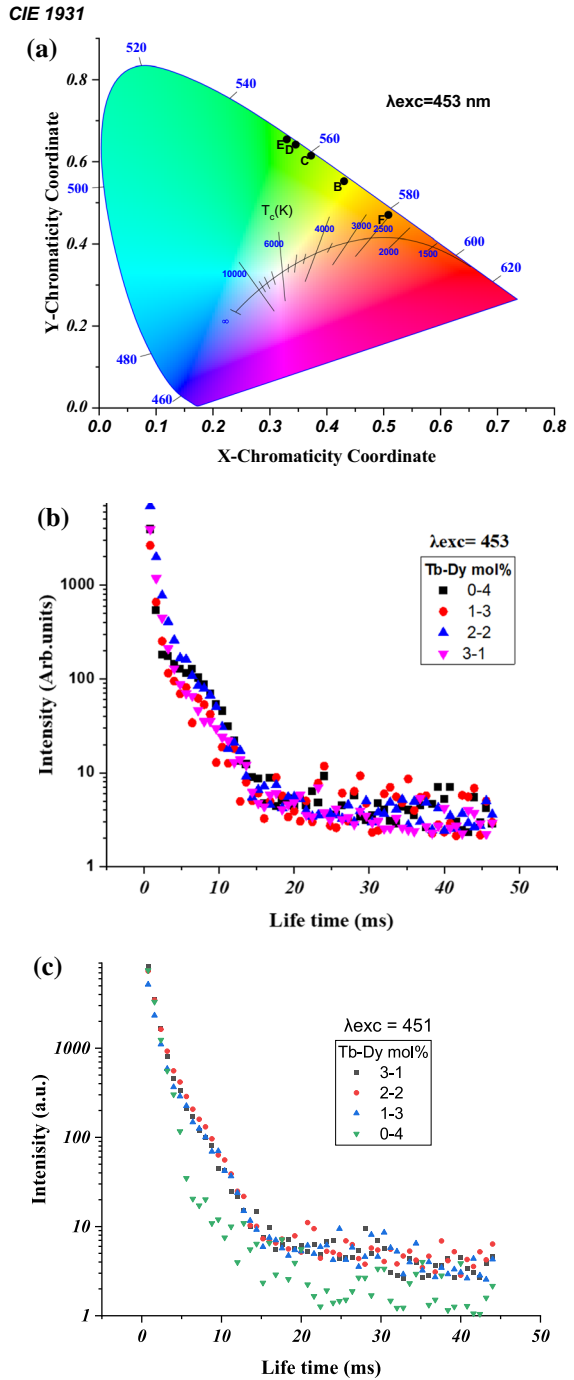 CIE 1931
(a)
520
540
0.8
λexc=453 nm
560
E
D
C
0.6
B
500
580
F
Tc(K)
0.4
4000
3000
2500
6000
600
2000
1500
10000
620
0.2
∞
480
460
0.0
0.0 0.1 0.2 0.3 0.4 0.5 0.6 0.7 0.8
Y-Chromaticity Coordinate
X-Chromaticity Coordinate
(b)
λexc= 453
Tb-Dy mol%
0-4
1-3
2-2
3-1
1000
100
10
1
0 10 20 30 40 50
Intensity (Arb.units)
Life time (ms)
(c)
λexc = 451
Tb-Dy mol%
3-1
2-2
1-3
0-4
1000
100
10
1
0 10 20 30 40 50
Intenisity (a.u.)
Life time (ms)